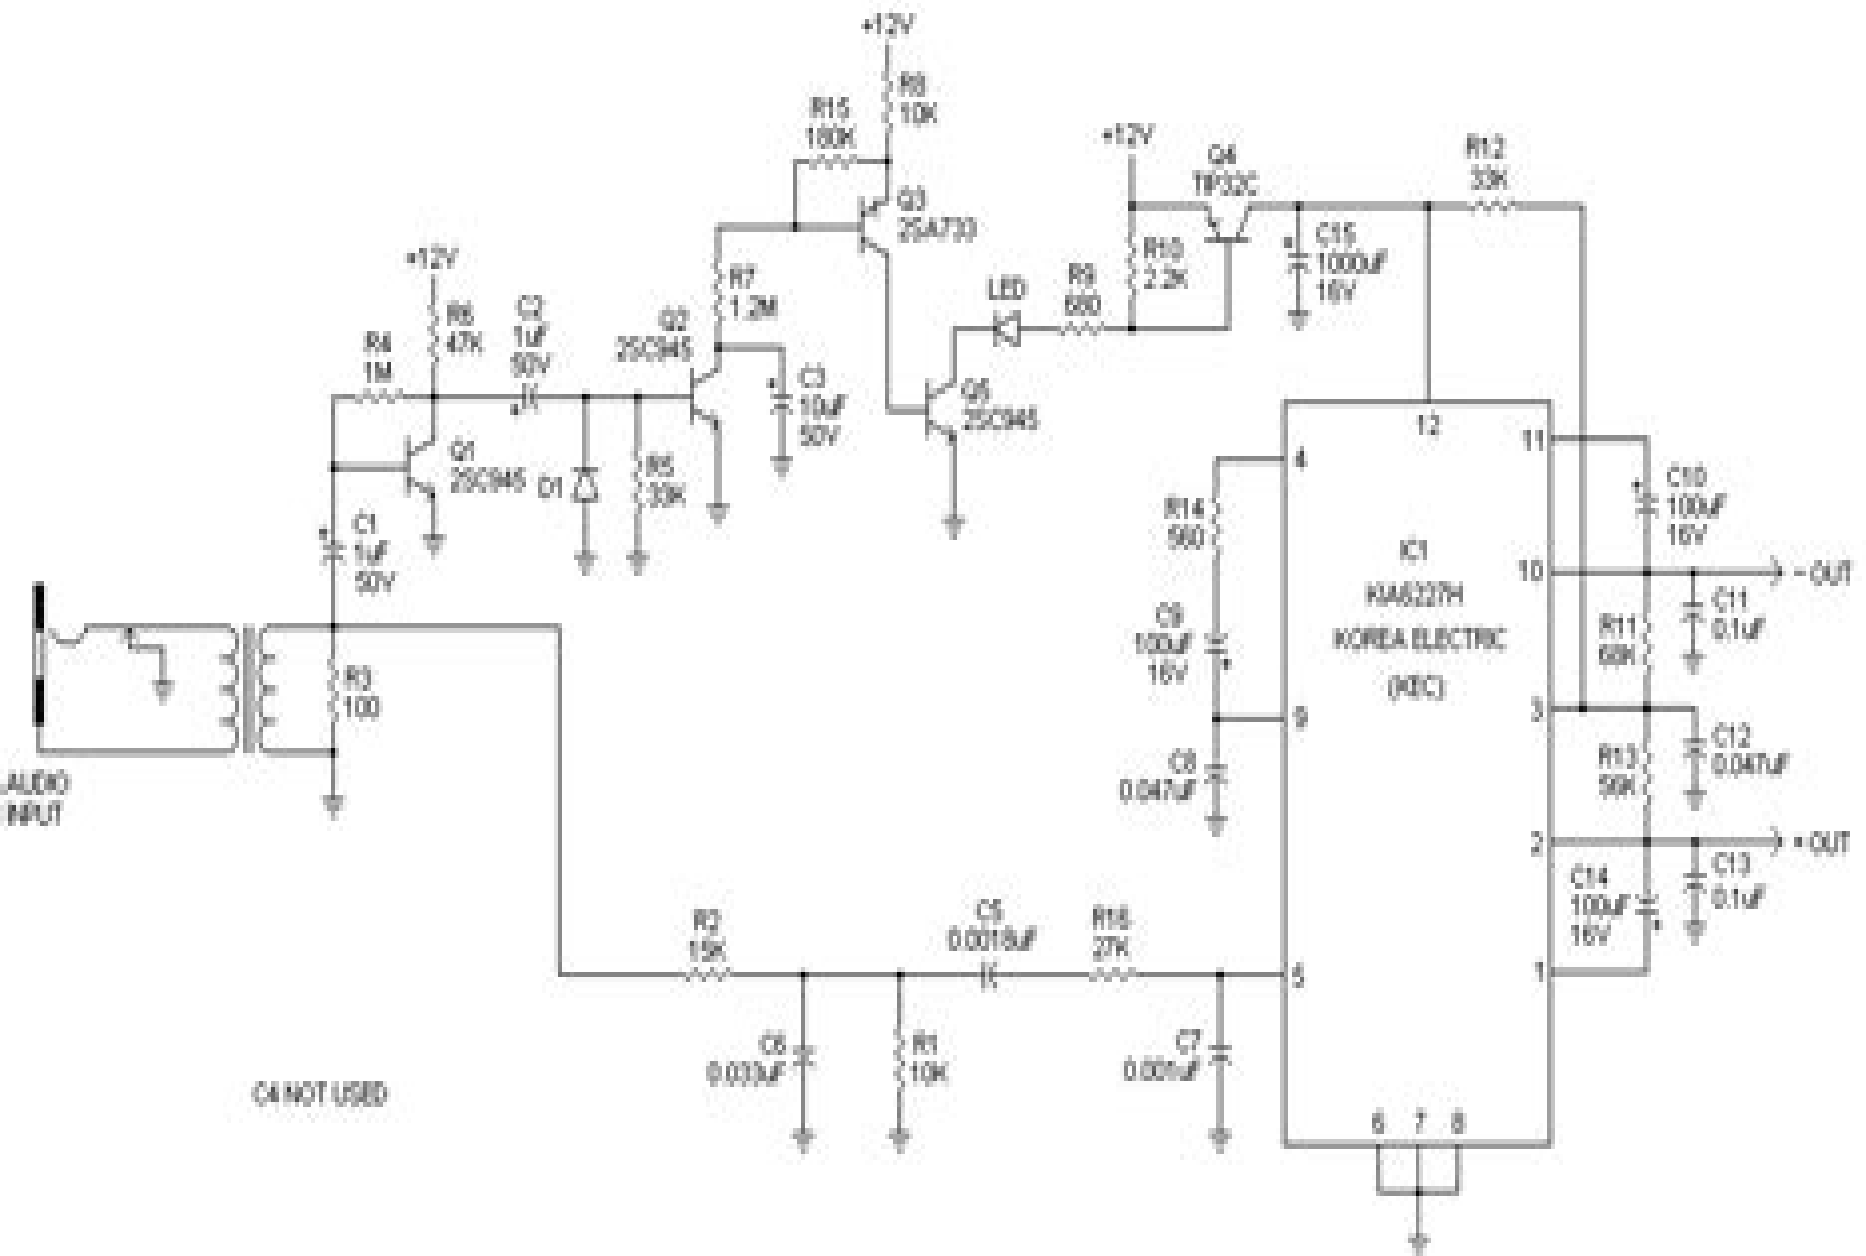 +12V
R8
10K
R15
180K
Q3
2SA733
+12V
Q4
TIP32C
R12
33K
+12V
R6
47K
C2
1uF
50V
R4
1M
Q2
2SC945
R7
1.2M
C3
10uF
50V
LED
R9
680
R10
2.2K
C15
1000uF
16V
Q1
2SC945
D1
R5
33K
Q5
2SC945
C1
1uF
50V
R3
100
AUDIO
INPUT
12
11
4
R14
560
C10
100uF
16V
IC1
KIA6227H
KOREA ELECTRIC
(KEC)
10
- OUT
C11
0.1uF
R11
68K
C9
100uF
16V
9
3
C8
0.047uF
C12
0.047uF
R13
56K
2
+ OUT
C13
0.1uF
C14
100uF
16V
1
R2
15K
C5
0.0018uF
R16
27K
5
C6
0.033uF
R1
10K
C7
0.001uF
C4 NOT USED
6 7 8